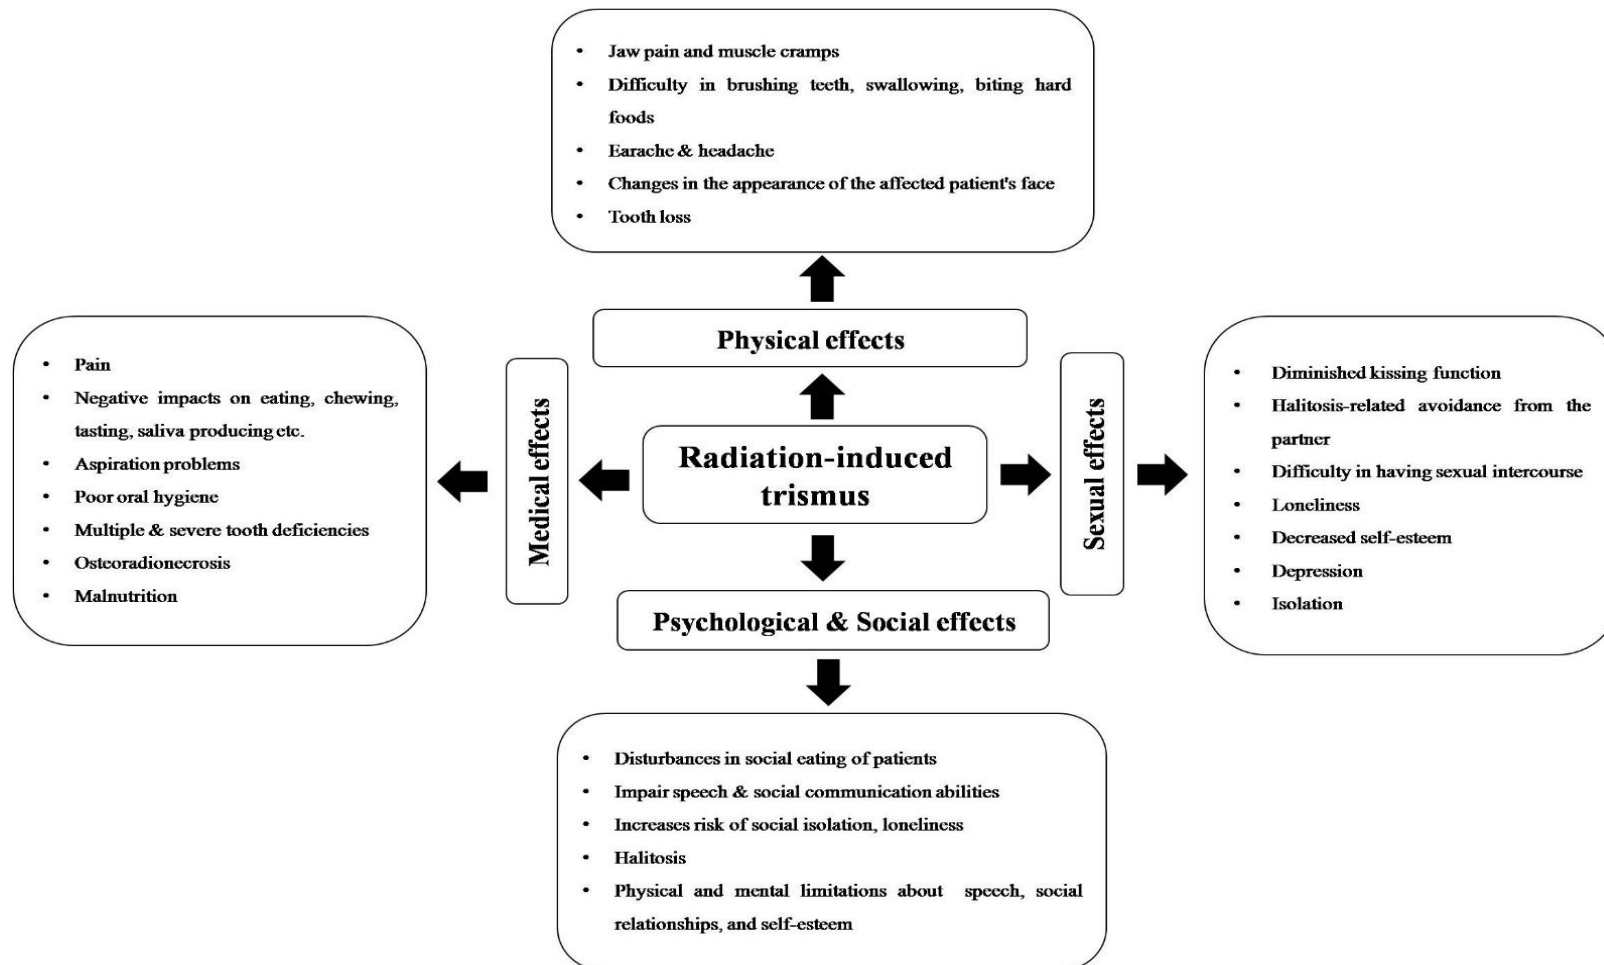 Jaw pain and muscle cramps
Difficulty in brushing teeth, swallowing, biting hard
foods
Earache & headache
Changes in the appearance of the affected patient's face
Tooth loss
Physical effects
Pain
Negative impacts on eating, chewing,
tasting, saliva producing etc.
Aspiration problems
Poor oral hygiene
Multiple & severe tooth deficiencies
Osteoradionecrosis
Malnutrition
Medical effects
Radiation-induced
trismus
Sexual effects
Diminished kissing function
Halitosis-related avoidance from the
partner
Difficulty in having sexual intercourse
Loneliness
Decreased self-esteem
Depression
Isolation
Psychological & Social effects
Disturbances in social eating of patients
Impair speech & social communication abilities
Increases risk of social isolation, loneliness
Halitosis
Physical and mental limitations about speech, social
relationships, and self-esteem